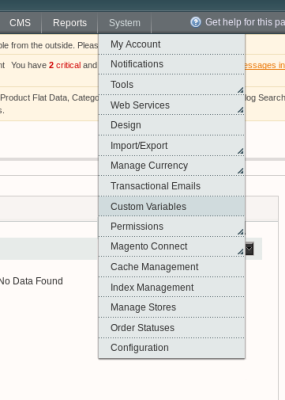 CMS Reports System Get help for this pa
ble from the outside. Pleas
nt You have 2 critical and essages in
Product Flat Data, Catego og Search
s.
My Account
Notifications
Tools
Web Services
Design
Import/Export
Manage Currency
Transactional Emails
Custom Variables
Permissions
Magento Connect
Cache Management
No Data Found
Index Management
Manage Stores
Order Statuses
Configuration